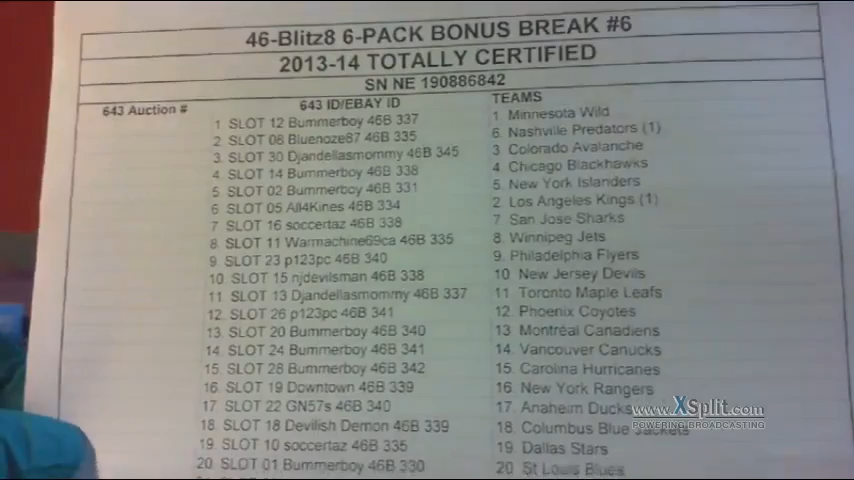 46-Blitz8 6-PACK BONUS BREAK #6
2013-14 TOTALLY CERTIFIED
SN NE 190886842
643 Auction # 643 ID/EBAY ID TEAMS
1 SLOT 12 Bummerboy 46B 337 1. Minnesota Wild
2 SLOT 08 Bluenoze87 46B 335 6. Nashville Predators (1)
3. SLOT 30 Djandellasmommy 46B 345 3 Colorado Avalanche
4 SLOT 14 Bummerboy 46B 338 4 Chicago Blackhawks
5 SLOT 02 Bummerboy 46B 331 5. New York Islanders
6 SLOT 05 All4Kines 46B 334 2 Los Angeles Kings (1)
7 SLOT 16 soccertaz 46B 338 7 San Jose Sharks
8. SLOT 11 Warmachine69ca 46B 335 8. Winnipeg Jets
9. SLOT 23 p123pc 46B 340 9. Philadelphia Flyers
10. SLOT 15 njdevilsman 46B 338 10 New Jersey Devils
11 SLOT 13 Djandellasmommy 46B 337 11 Toronto Maple Leafs
12. SLOT 26 p123pc 46B 341 12. Phoenix Coyotes
13. SLOT 20 Bummerboy 46B 340 13 Montréal Canadiens
14. SLOT 24 Bummerboy 46B 341 14. Vancouver Canucks
15. SLOT 28 Bummerboy 46B 342 15. Carolina Hurricanes
16. SLOT 19 Downtown 46B 339 16 New York Rangers
17 SLOT 22 GN57s 46B 340 17. Anaheim Ducks
18. SLOT 18 Devilish Demon 46B 339 18. Columbus Blue Jackets
19. SLOT 10 soccertaz 46B 335 19. Dallas Stars
20. SLOT 01 Bummerboy 46B 330 20 St Louis Blues
www.XSplit.com
POWERING BROADCASTING